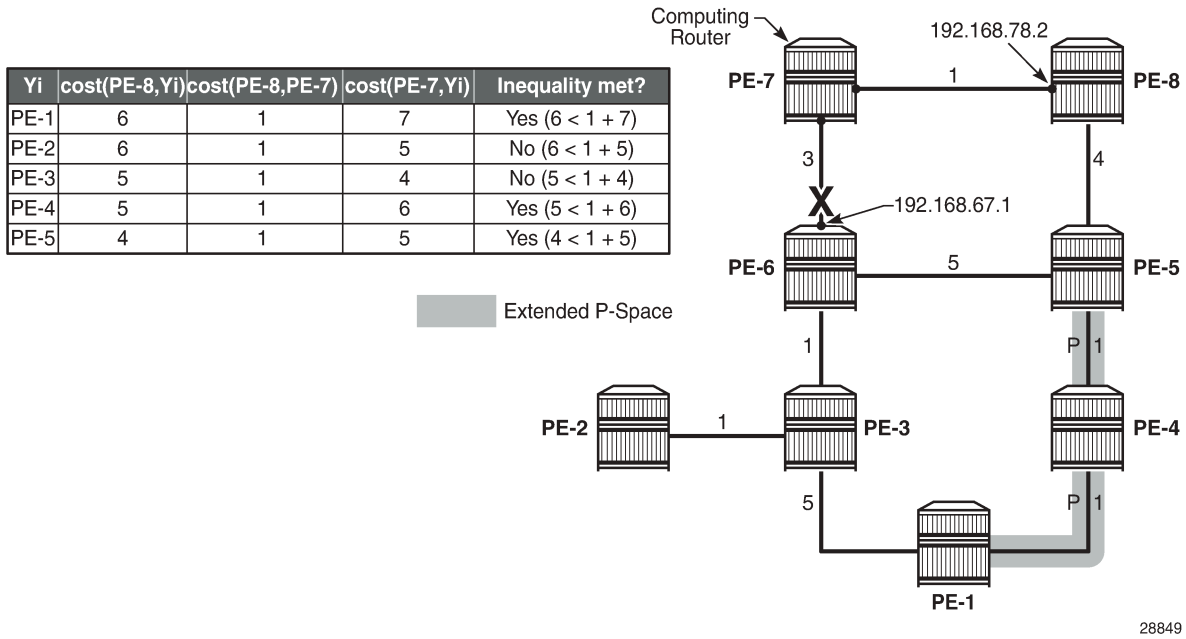 Computing
Router
192.168.78.2
PE-7
1
PE-8
Yi cost(PE-8,Yi) cost(PE-8,PE-7) cost(PE-7,Yi) Inequality met?
PE-1 6 1 7 Yes (6 < 1 + 7)
PE-2 6 1 5 No (6 < 1 + 5)
PE-3 5 1 4 No (5 < 1 + 4)
PE-4 5 1 6 Yes (5 < 1 + 6)
PE-5 4 1 5 Yes (4 < 1 + 5)
3
4
X
192.168.67.1
PE-6
5
PE-5
Extended P-Space
1
P 1
PE-2
1
PE-3
PE-4
5
P 1
PE-1
28849